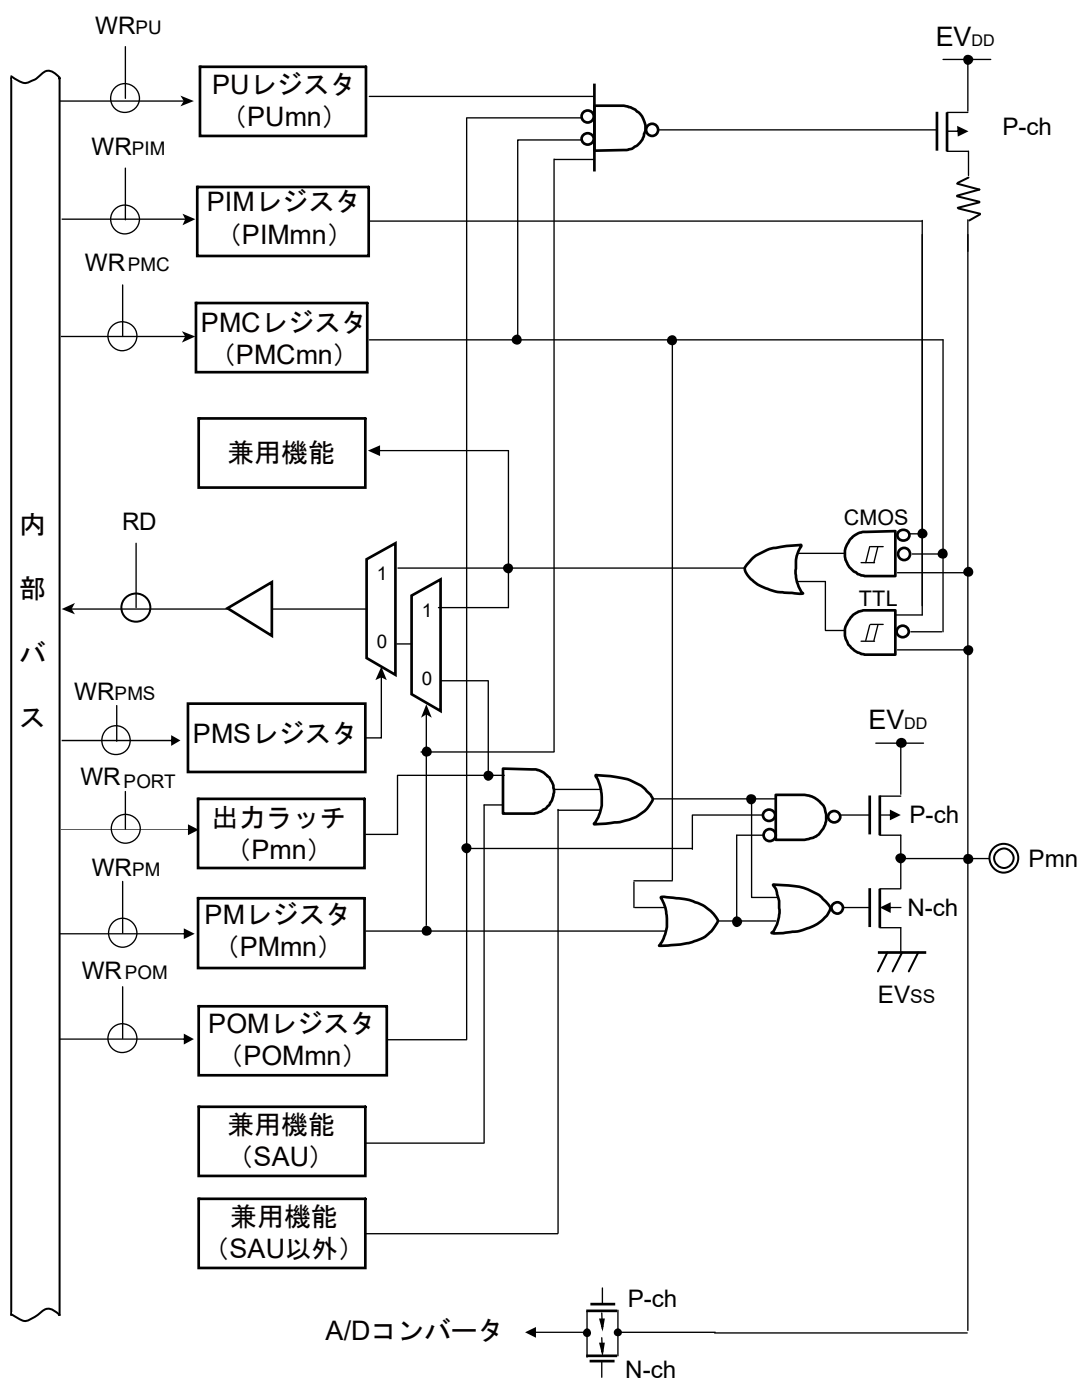 WRPU
PUレジスタ
(PUmn)
EVDD
P-ch
WRPIM
PIMレジスタ
(PIMmn)
WRPMC
PMCレジスタ
(PMCmn)
兼用機能
内部バス
RD
CMOS
1
TTL
1
0
0
WRPMS
PMSレジスタ
EVDD
WRPORT
出力ラッチ
(Pmn)
P-ch
Pmn
WRPM
PMレジスタ
(PMmn)
N-ch
EVSS
WRPOM
POMレジスタ
(POMmn)
兼用機能
(SAU)
兼用機能
(SAU以外)
P-ch
A/Dコンバータ
N-ch